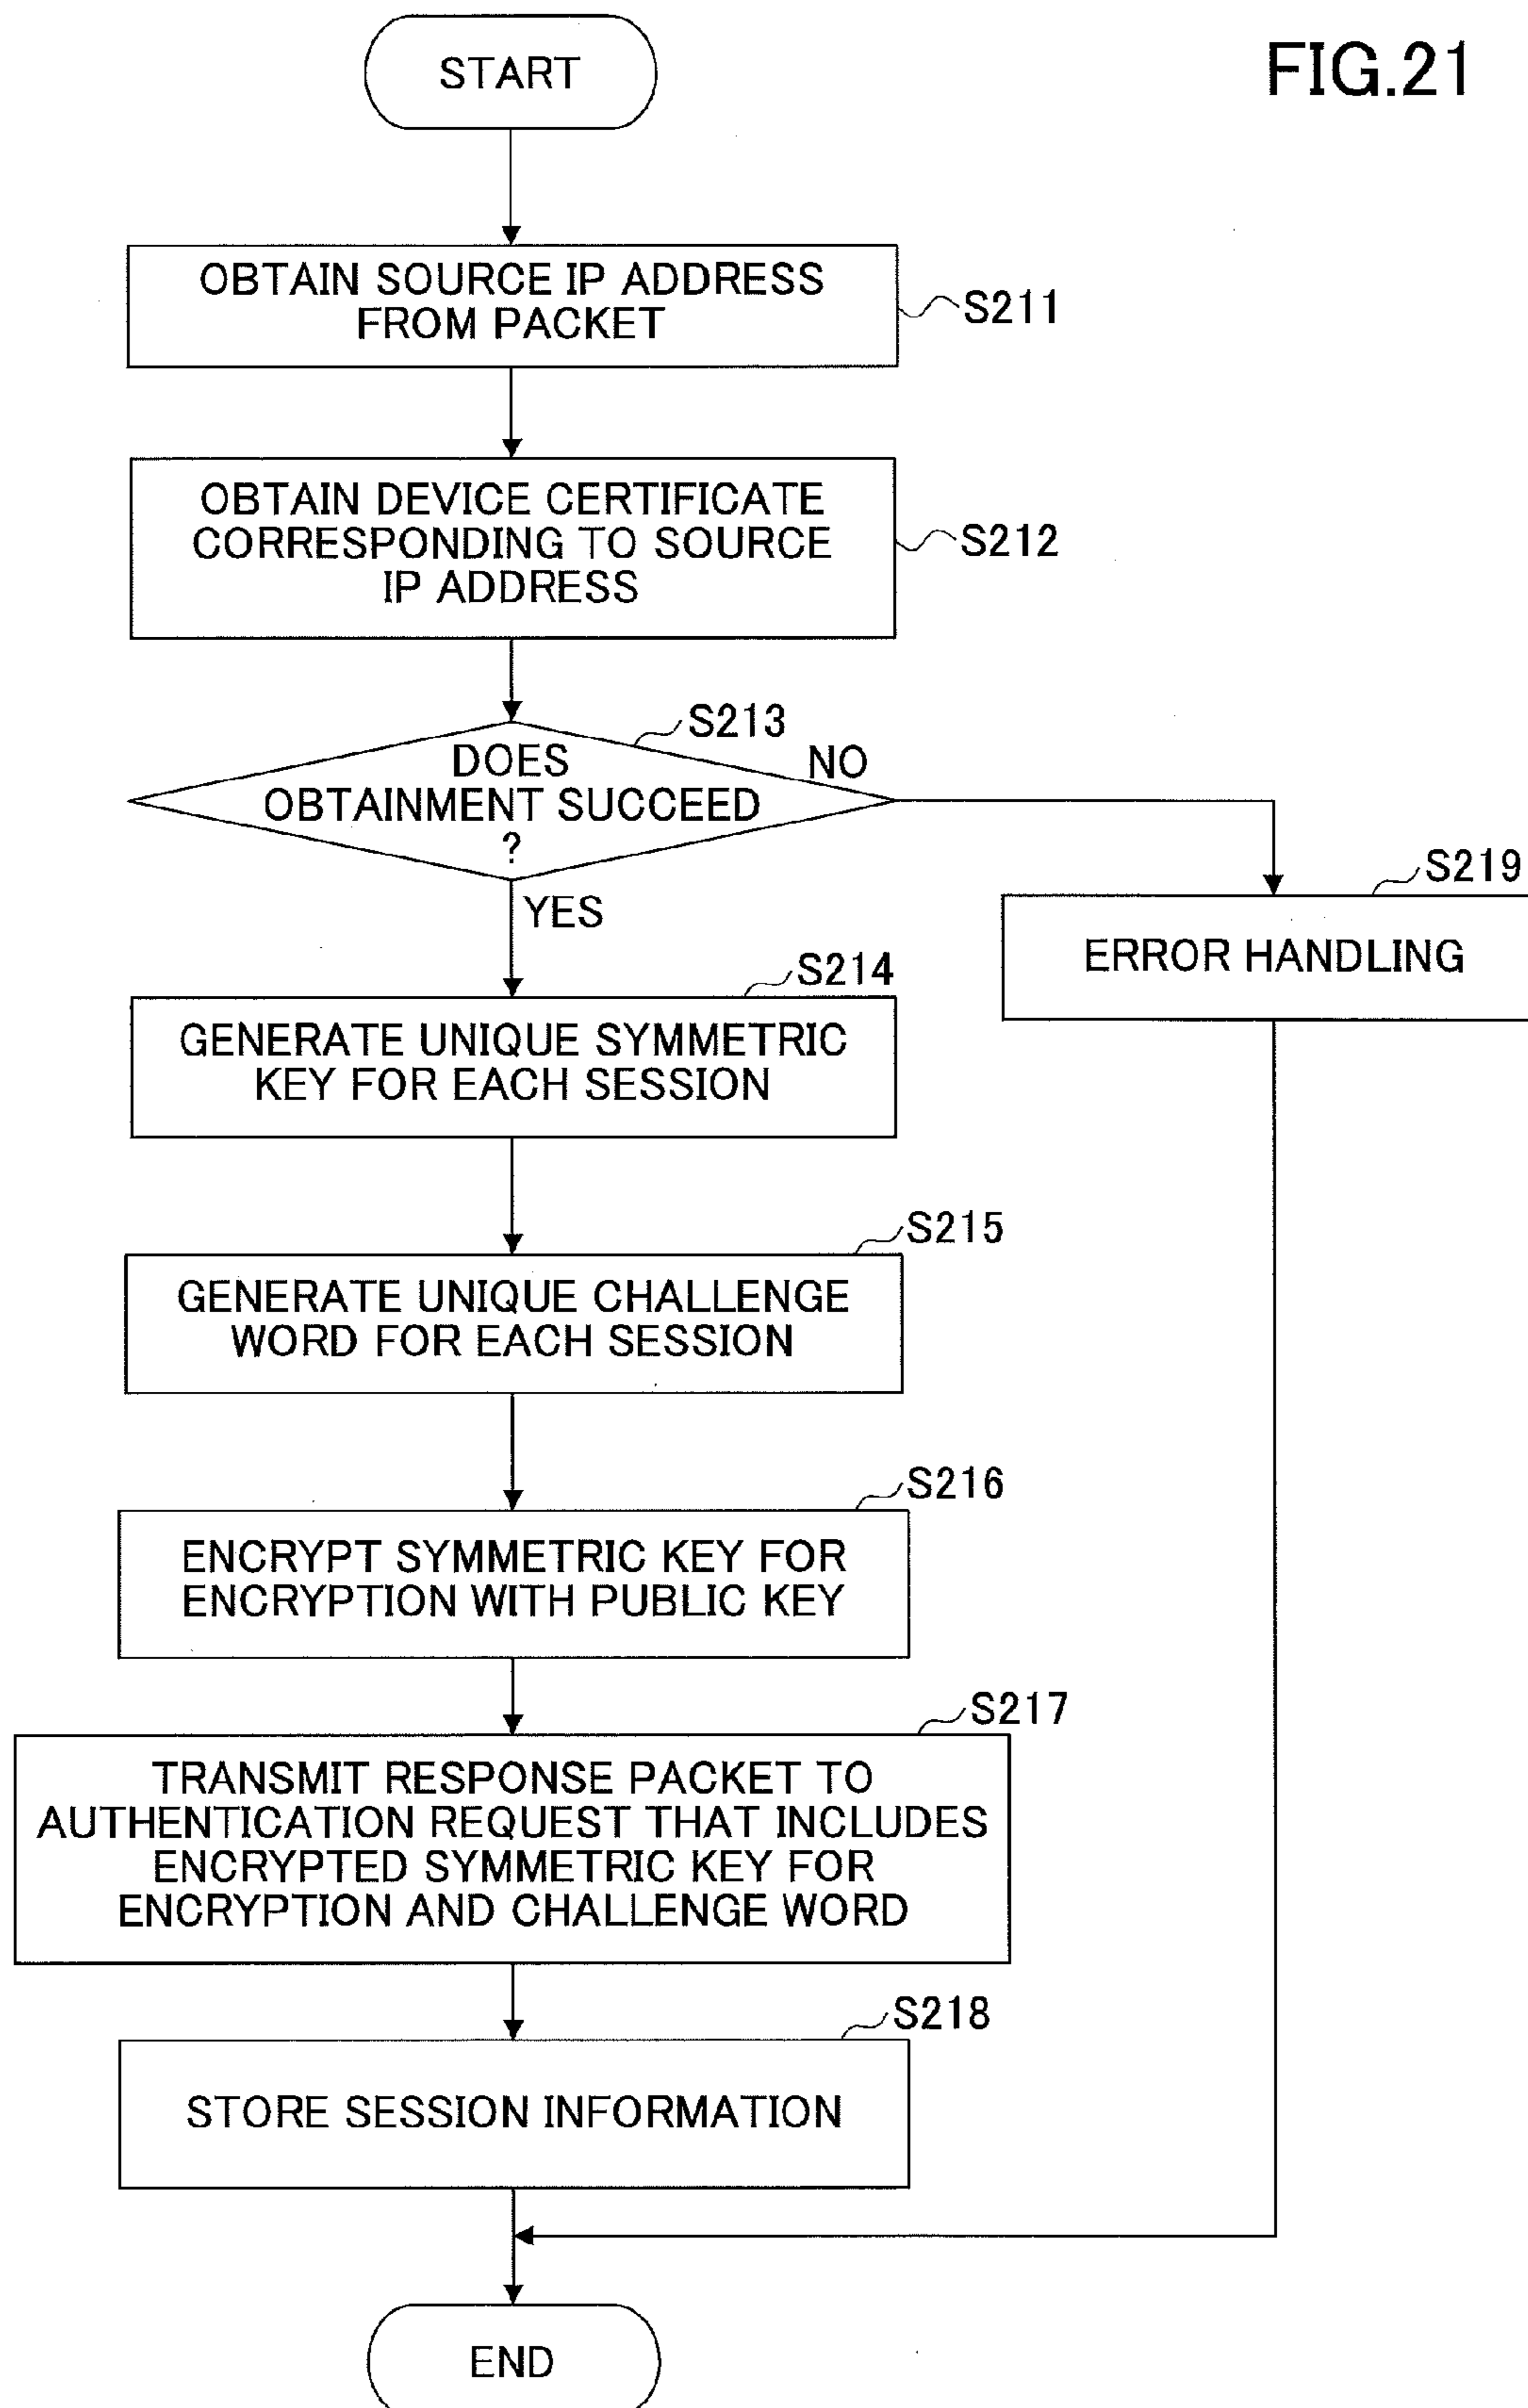 FIG.21
START
OBTAIN SOURCE IP ADDRESS
FROM PACKET
S211
OBTAIN DEVICE CERTIFICATE
CORRESPONDING TO SOURCE
IP ADDRESS
S212
S213
DOES
OBTAINMENT SUCCEED
?
NO
YES
S219
ERROR HANDLING
S214
GENERATE UNIQUE SYMMETRIC
KEY FOR EACH SESSION
S215
GENERATE UNIQUE CHALLENGE
WORD FOR EACH SESSION
S216
ENCRYPT SYMMETRIC KEY FOR
ENCRYPTION WITH PUBLIC KEY
S217
TRANSMIT RESPONSE PACKET TO
AUTHENTICATION REQUEST THAT INCLUDES
ENCRYPTED SYMMETRIC KEY FOR
ENCRYPTION AND CHALLENGE WORD
S218
STORE SESSION INFORMATION
END